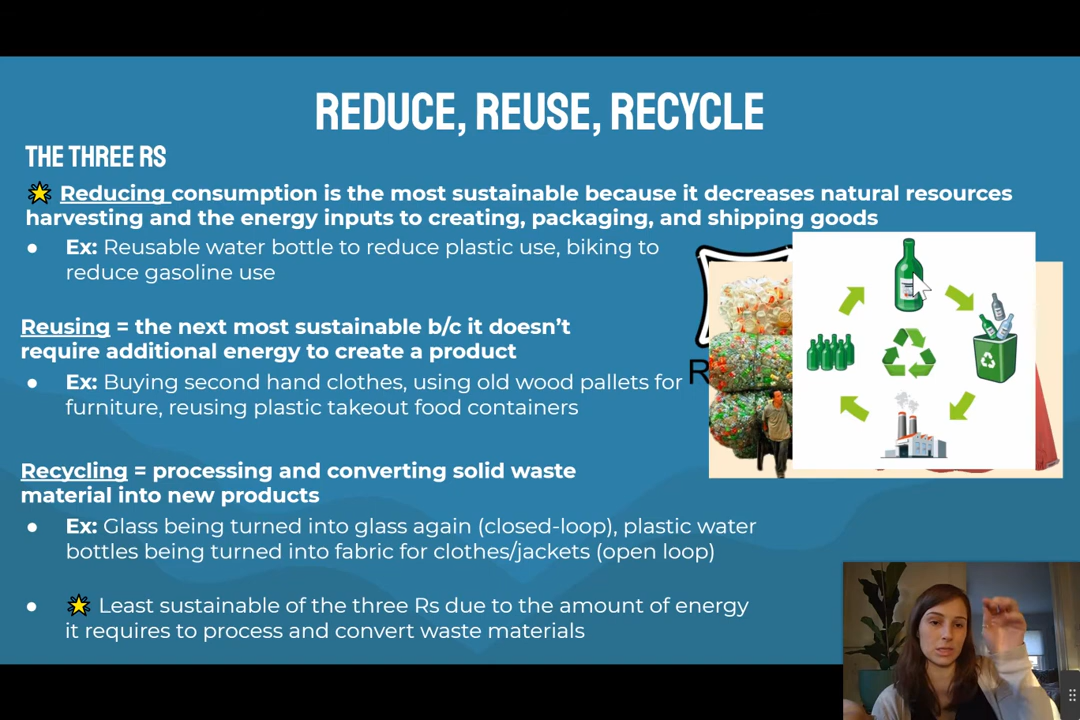 REDUCE, REUSE, RECYCLE
THE THREE RS
Reducing consumption is the most sustainable because it decreases natural resources
harvesting and the energy inputs to creating, packaging, and shipping goods
● Ex: Reusable water bottle to reduce plastic use, biking to
reduce gasoline use
Reusing = the next most sustainable b/c it doesn't
require additional energy to create a product
● Ex: Buying second hand clothes, using old wood pallets for
furniture, reusing plastic takeout food containers
R
Recycling = processing and converting solid waste
material into new products
● Ex: Glass being turned into glass again (closed-loop), plastic water
bottles being turned into fabric for clothes/jackets (open loop)
● Least sustainable of the three Rs due to the amount of energy
it requires to process and convert waste materials